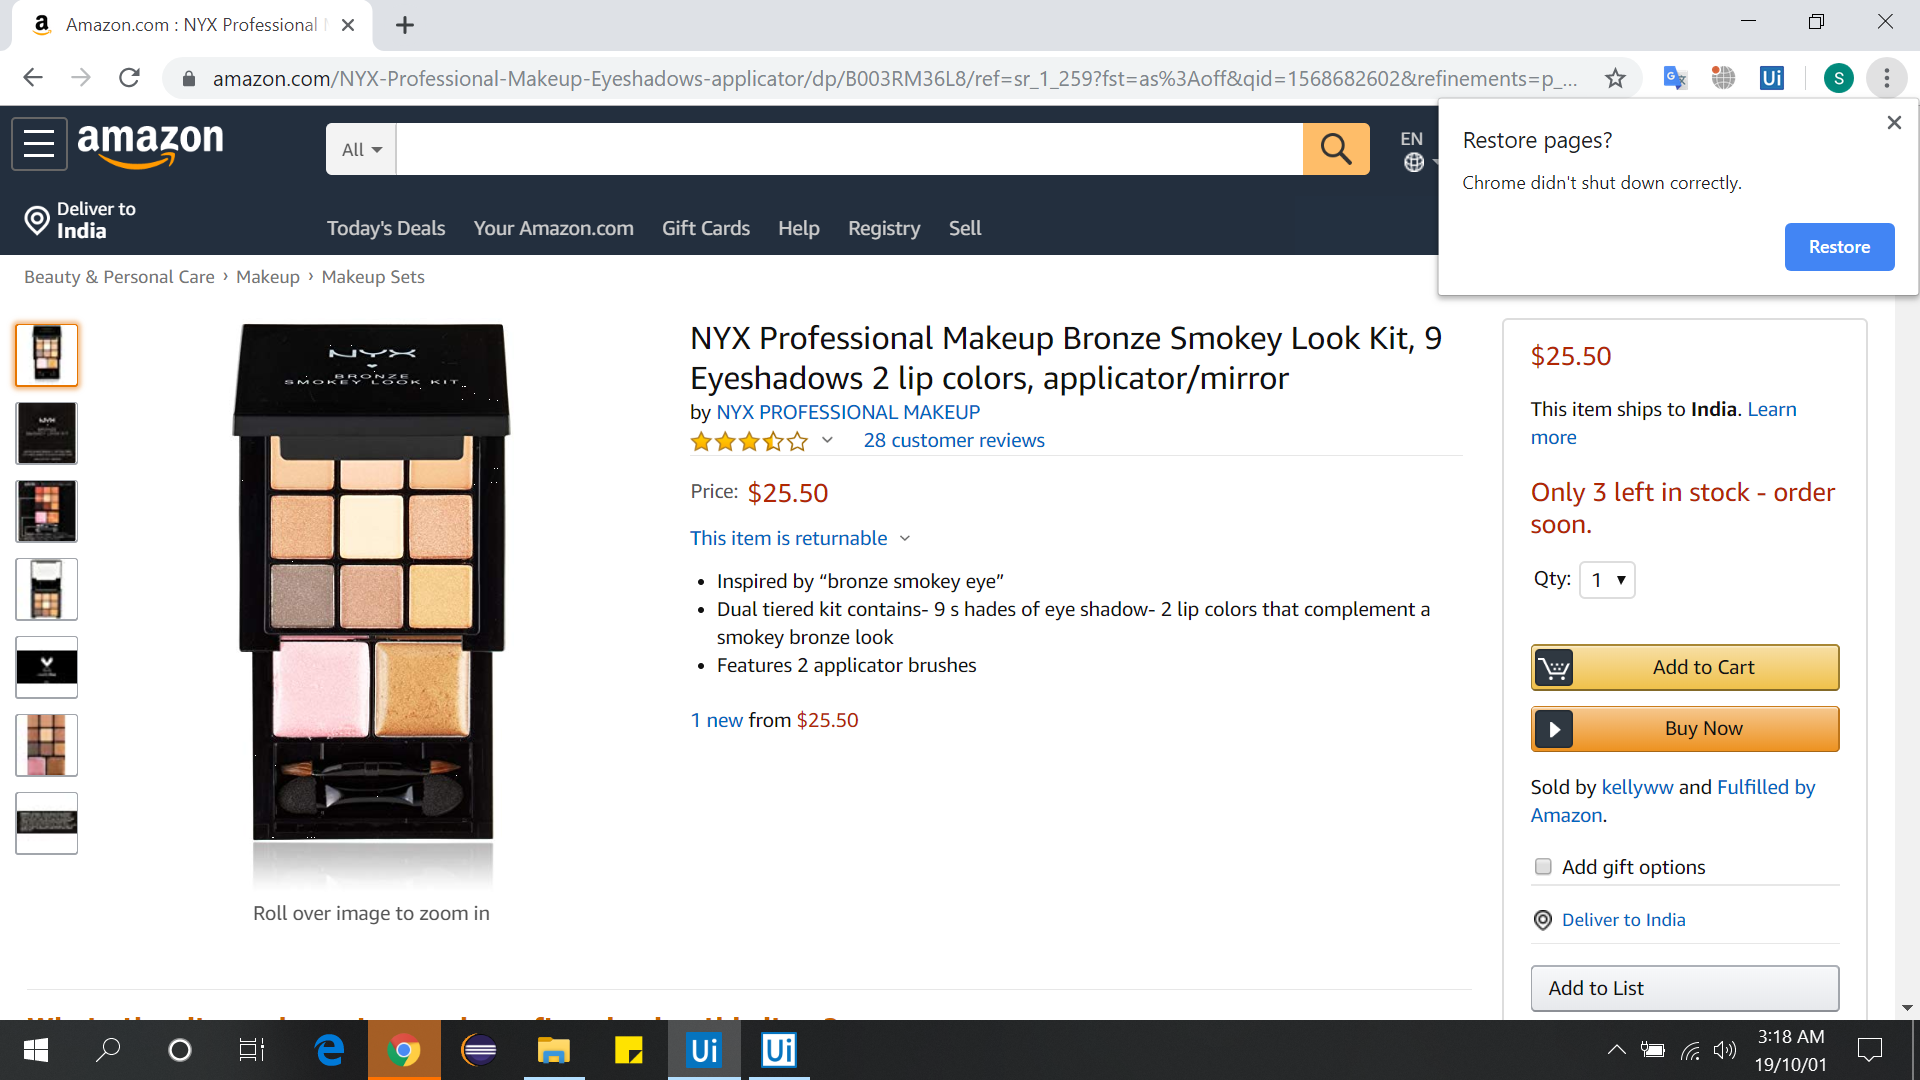 Amazon.com : NYX Professional
amazon.com/NYX-Professional-Makeup-Eyeshadows-applicator/dp/B003RM36L8/ref=sr_1_259?fst=as%3Aoff&qid=1568682602&refinements=p_...
Ui
S
Restore pages?
Chrome didn't shut down correctly.
Restore
amazon
All
EN
Deliver to
India
Today's Deals Your Amazon.com Gift Cards Help Registry Sell
Beauty & Personal Care › Makeup › Makeup Sets
NYX
BRONZE
SMOKEY LOOK KIT
Roll over image to zoom in
NYX Professional Makeup Bronze Smokey Look Kit, 9
Eyeshadows 2 lip colors, applicator/mirror
by NYX PROFESSIONAL MAKEUP
28 customer reviews
Price: $25.50
This item is returnable
• Inspired by “bronze smokey eye”
• Dual tiered kit contains- 9 s hades of eye shadow- 2 lip colors that complement a
smokey bronze look
• Features 2 applicator brushes
1 new from $25.50
$25.50
This item ships to India. Learn
more
Only 3 left in stock - order
soon.
Qty: 1
Add to Cart
Buy Now
Sold by kellyww and Fulfilled by
Amazon.
Add gift options
Deliver to India
Add to List
Ui
Ui
3:18 AM
19/10/01